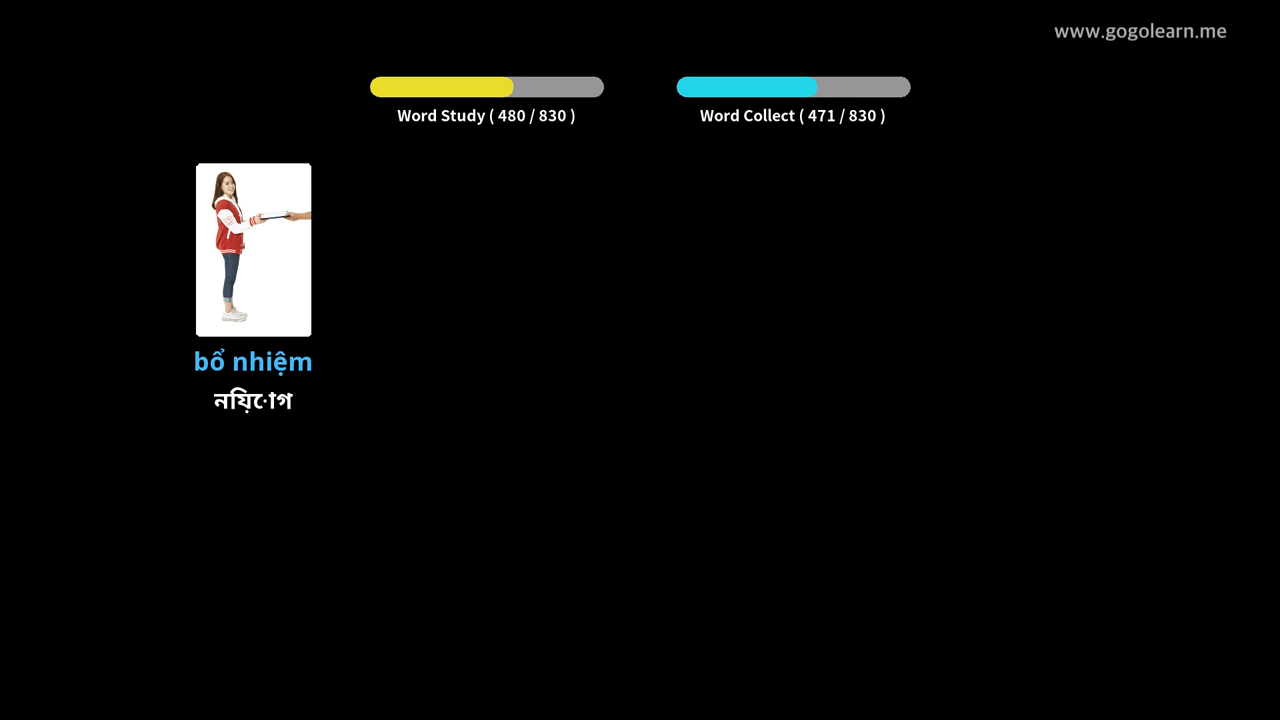 www.gogolearn.me
Word Study ( 480 / 830 )
Word Collect ( 471 / 830 )
bổ nhiệm
নিয়োগ